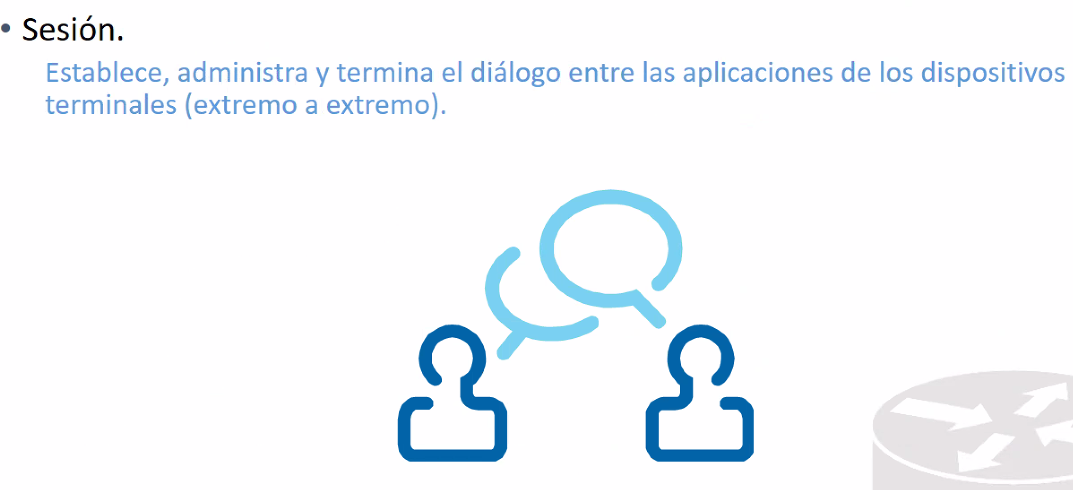 • Sesión.
Establece, administra y termina el diálogo entre las aplicaciones de los dispositivos
terminales (extremo a extremo).